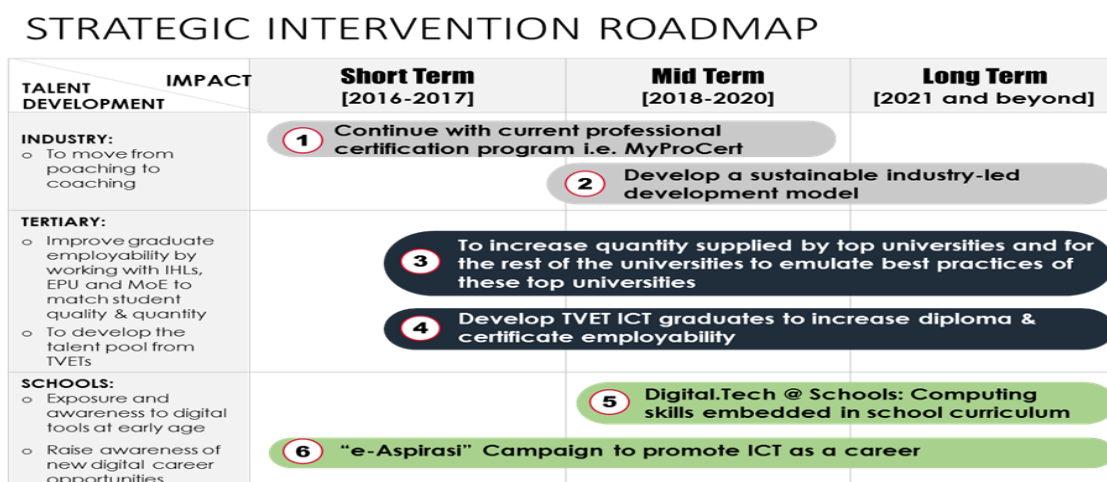 STRATEGIC INTERVENTION ROADMAP
IMPACT
TALENT
DEVELOPMENT
Short Term
[2016-2017]
Mid Term
[2018-2020]
Long Term
[2021 and beyond]
INDUSTRY:
o To move from
poaching to
coaching
1 Continue with current professional
certification program i.e. MyProCert
2 Develop a sustainable industry-led
development model
TERTIARY:
o Improve graduate
employability by
working with IHLs,
EPU and MoE to
match student
quality & quantity
o To develop the
talent pool from
TVETs
3 To increase quantity supplied by top universities and for
the rest of the universities to emulate best practices of
these top universities
4 Develop TVET ICT graduates to increase diploma &
certificate employability
SCHOOLS:
o Exposure and
awareness to digital
tools at early age
o Raise awareness of
new digital career
opportunities
5 Digital.Tech @ Schools: Computing
skills embedded in school curriculum
6 “e-Aspirasi” Campaign to promote ICT as a career